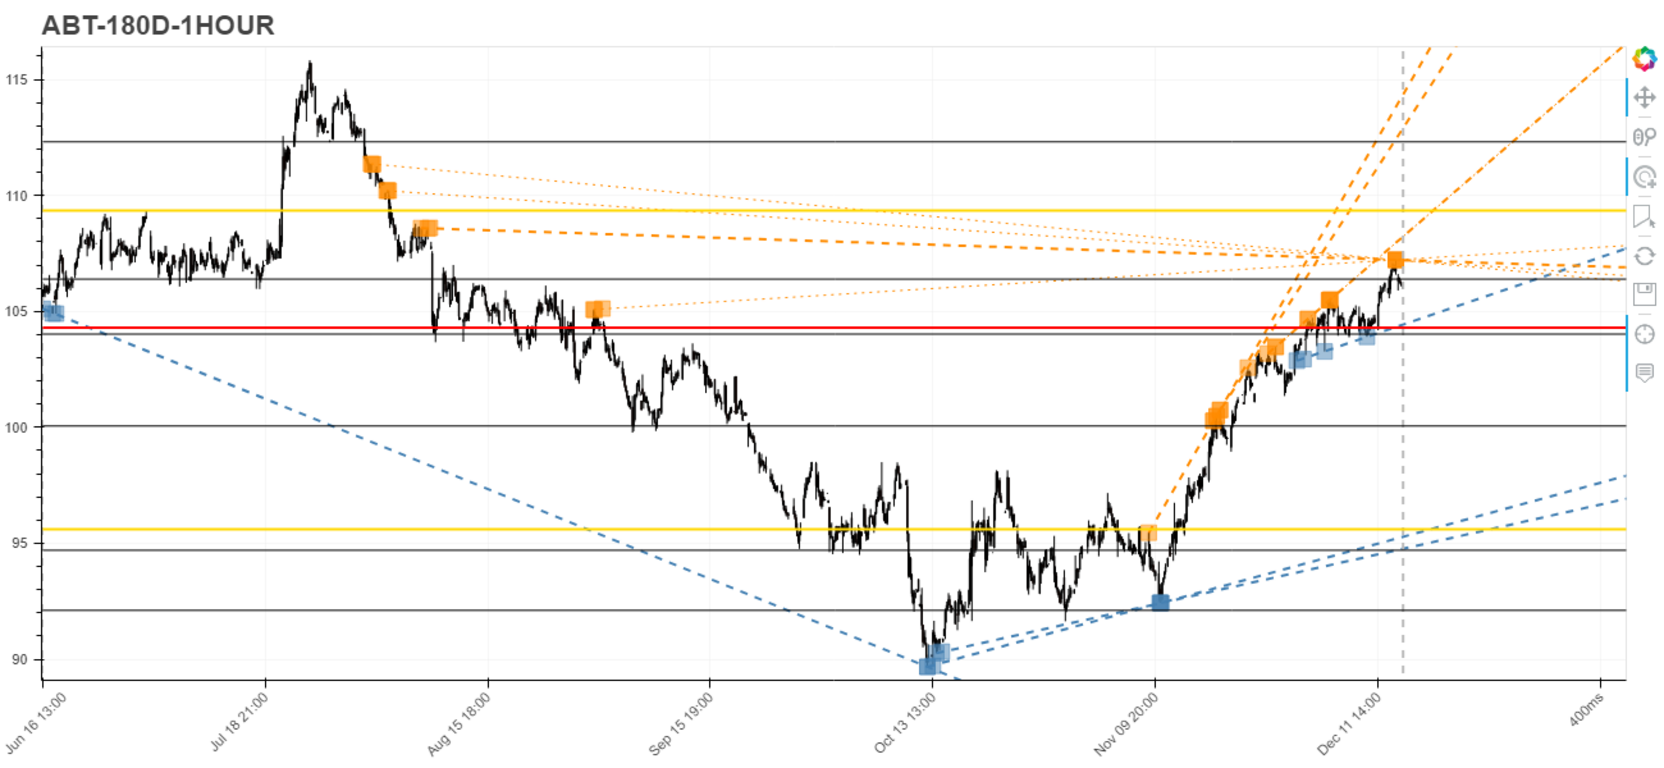 ABT-180D-1HOUR
115
110
105
100
95
90
Jun 16 13:00
Jul 18 21:00
Aug 15 18:00
Sep 15 19:00
Oct 13 13:00
Nov 09 20:00
Dec 11 14:00
400ms